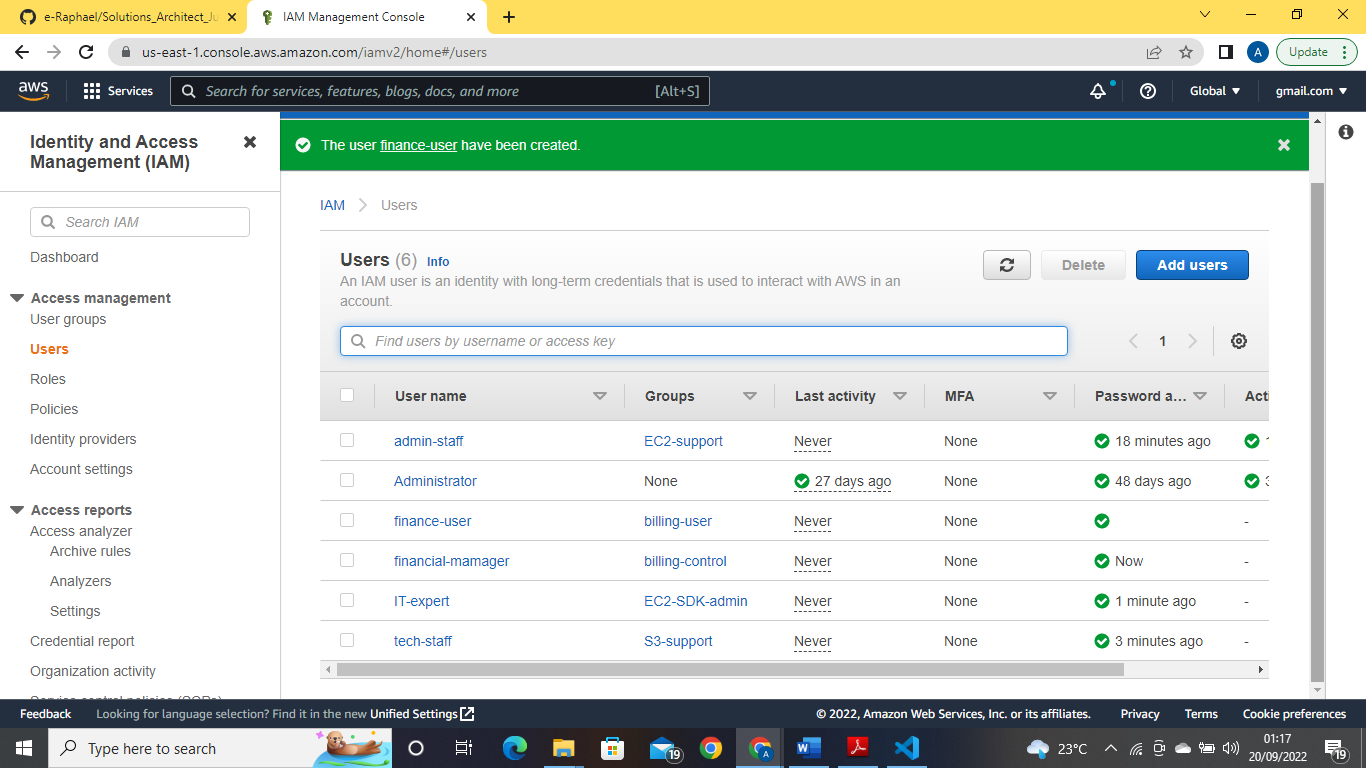 e-Raphael/Solutions_Architect_Ju
IAM Management Console
us-east-1.console.aws.amazon.com/iamv2/home#/users
A
Update
aws
Services
Search for services, features, blogs, docs, and more
[Alt+S]
Global
gmail.com
Identity and Access
Management (IAM)
Search IAM
Dashboard
Access management
User groups
Users
Roles
Policies
Identity providers
Account settings
Access reports
Access analyzer
Archive rules
Analyzers
Settings
Credential report
Organization activity
Service control policies (SCPs)
The user finance-user have been created.
IAM
Users
Users (6) Info
An IAM user is an identity with long-term credentials that is used to interact with AWS in an
account.
Delete
Add users
Find users by username or access key
1
User name Groups Last activity MFA Password a... Acti
admin-staff EC2-support Never None 18 minutes ago 1
Administrator None 27 days ago None 48 days ago 3
finance-user billing-user Never None -
financial-mamager billing-control Never None Now -
IT-expert EC2-SDK-admin Never None 1 minute ago -
tech-staff S3-support Never None 3 minutes ago -
Feedback Looking for language selection? Find it in the new Unified Settings
© 2022, Amazon Web Services, Inc. or its affiliates. Privacy Terms Cookie preferences
Type here to search
19
A
23°C
01:17
20/09/2022
19